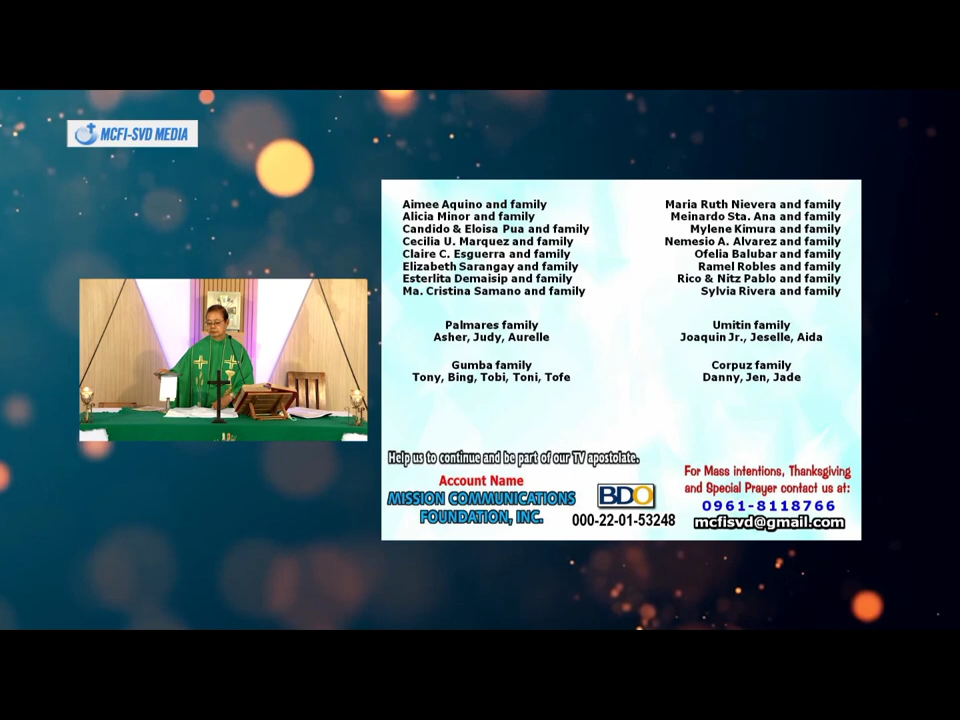 MCFI-SVD MEDIA
Aimee Aquino and family
Alicia Minor and family
Candido & Eloisa Pua and family
Cecilia U. Marquez and family
Claire C. Esguerra and family
Elizabeth Sarangay and family
Esterlita Demaisip and family
Ma. Cristina Samano and family
Maria Ruth Nievera and family
Meinardo Sta. Ana and family
Mylene Kimura and family
Nemesio A. Alvarez and family
Ofelia Balubar and family
Ramel Robles and family
Rico & Nitz Pablo and family
Sylvia Rivera and family
Palmares family
Asher, Judy, Aurelle
Umitin family
Joaquin Jr., Jeselle, Aida
Gumba family
Tony, Bing, Tobi, Toni, Tofe
Corpuz family
Danny, Jen, Jade
Help us to continue and be part of our TV apostolate.
Account Name
MISSION COMMUNICATIONS
FOUNDATION, INC.
BDO
000-22-01-53248
For Mass intentions, Thanksgiving
and Special Prayer contact us at:
0961-8118766
mcfisvd@gmail.com